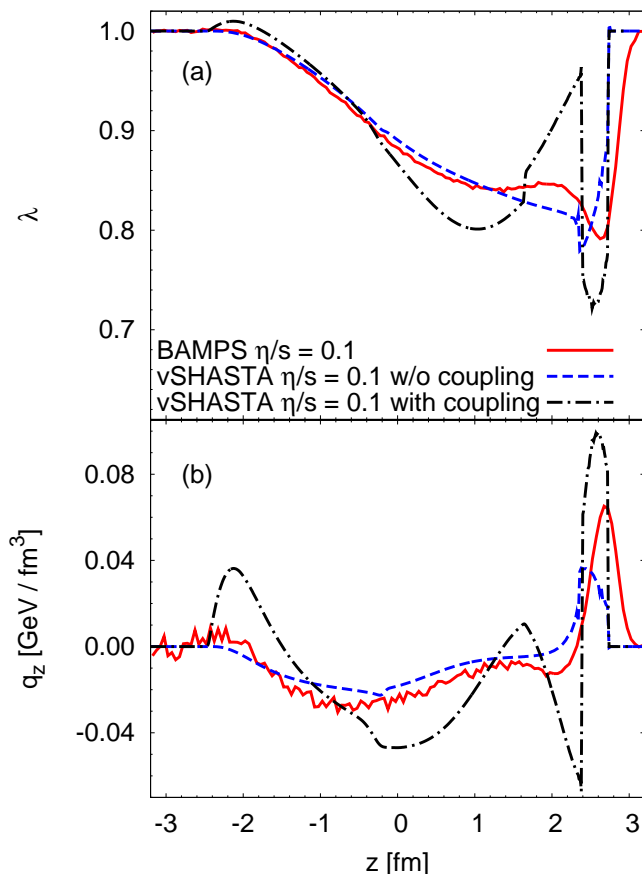 1.0
(a)
0.9
λ
0.8
0.7
BAMPS η/s = 0.1
vSHASTA η/s = 0.1 w/o coupling
vSHASTA η/s = 0.1 with coupling
(b)
0.08
0.04
q_z [GeV / fm³]
0.00
-0.04
-3 -2 -1 0 1 2 3
z [fm]